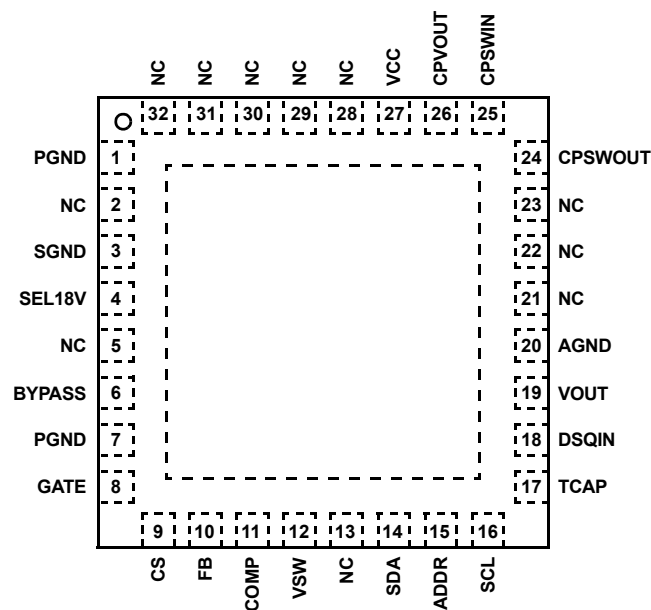 NC NC NC NC NC VCC CPVOUT CPSWIN
32 31 30 29 28 27 26 25
PGND 1 24 CPSWOUT
NC 2 23 NC
SGND 3 22 NC
SEL18V 4 21 NC
NC 5 20 AGND
BYPASS 6 19 VOUT
PGND 7 18 DSQIN
GATE 8 17 TCAP
9 10 11 12 13 14 15 16
CS FB COMP VSW NC SDA ADDR SCL